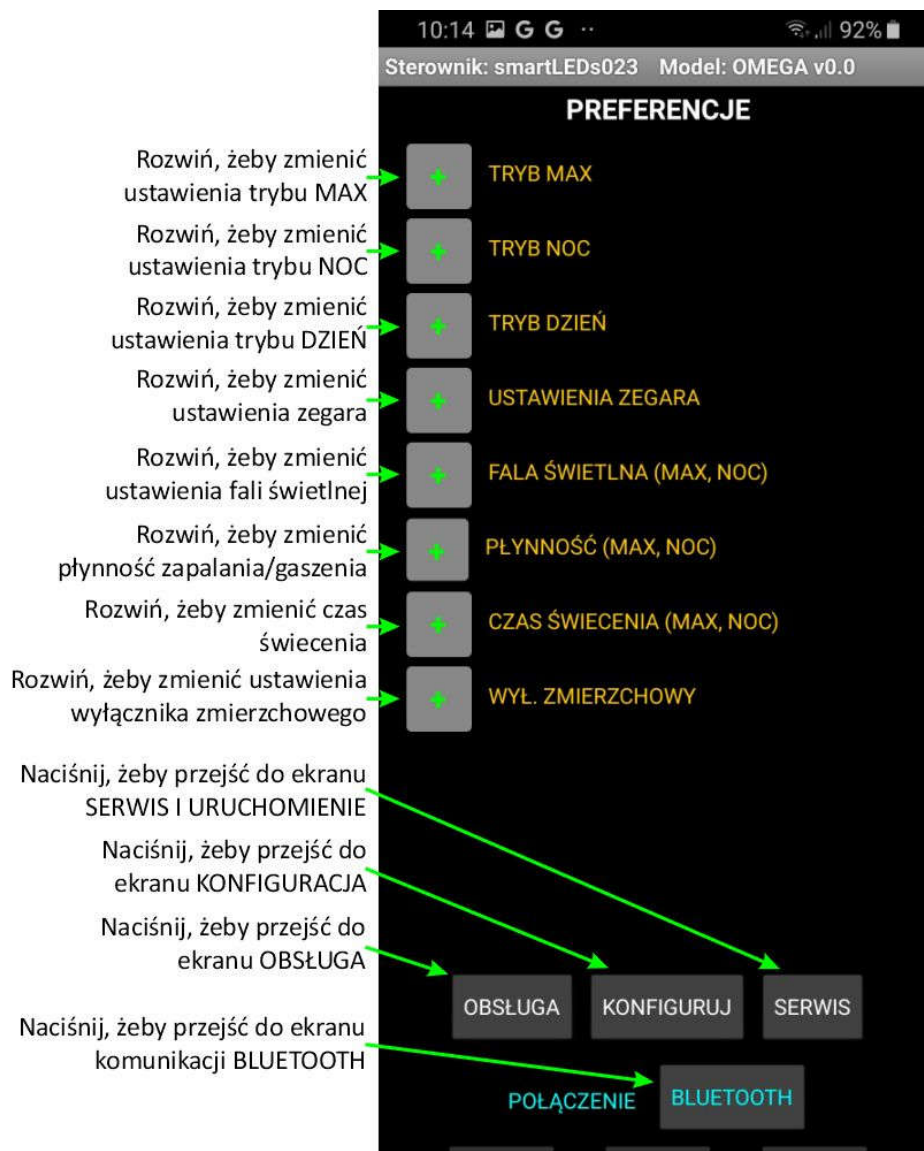 10:14 G G ·· 92%
Sterownik: smartLEDs023 Model: OMEGA v0.0
PREFERENCJE
Rozwiń, żeby zmienić
ustawienia trybu MAX
+ TRYB MAX
Rozwiń, żeby zmienić
ustawienia trybu NOC
+ TRYB NOC
Rozwiń, żeby zmienić
ustawienia trybu DZIEŃ
+ TRYB DZIEŃ
Rozwiń, żeby zmienić
ustawienia zegara
+ USTAWIENIA ZEGARA
Rozwiń, żeby zmienić
ustawienia fali świetlnej
+ FALA ŚWIETLNA (MAX, NOC)
Rozwiń, żeby zmienić
płynność zapalania/gaszenia
+ PŁYNNOŚĆ (MAX, NOC)
Rozwiń, żeby zmienić czas
świecenia
+ CZAS ŚWIECENIA (MAX, NOC)
Rozwiń, żeby zmienić ustawienia
wyłącznika zmierzchowego
+ WYŁ. ZMIERZCHOWY
Naciśnij, żeby przejść do ekranu
SERWIS I URUCHOMIENIE
Naciśnij, żeby przejść do
ekranu KONFIGURACJA
Naciśnij, żeby przejść do
ekranu OBSŁUGA
OBSŁUGA KONFIGURUJ SERWIS
Naciśnij, żeby przejść do ekranu
komunikacji BLUETOOTH
POŁĄCZENIE BLUETOOTH